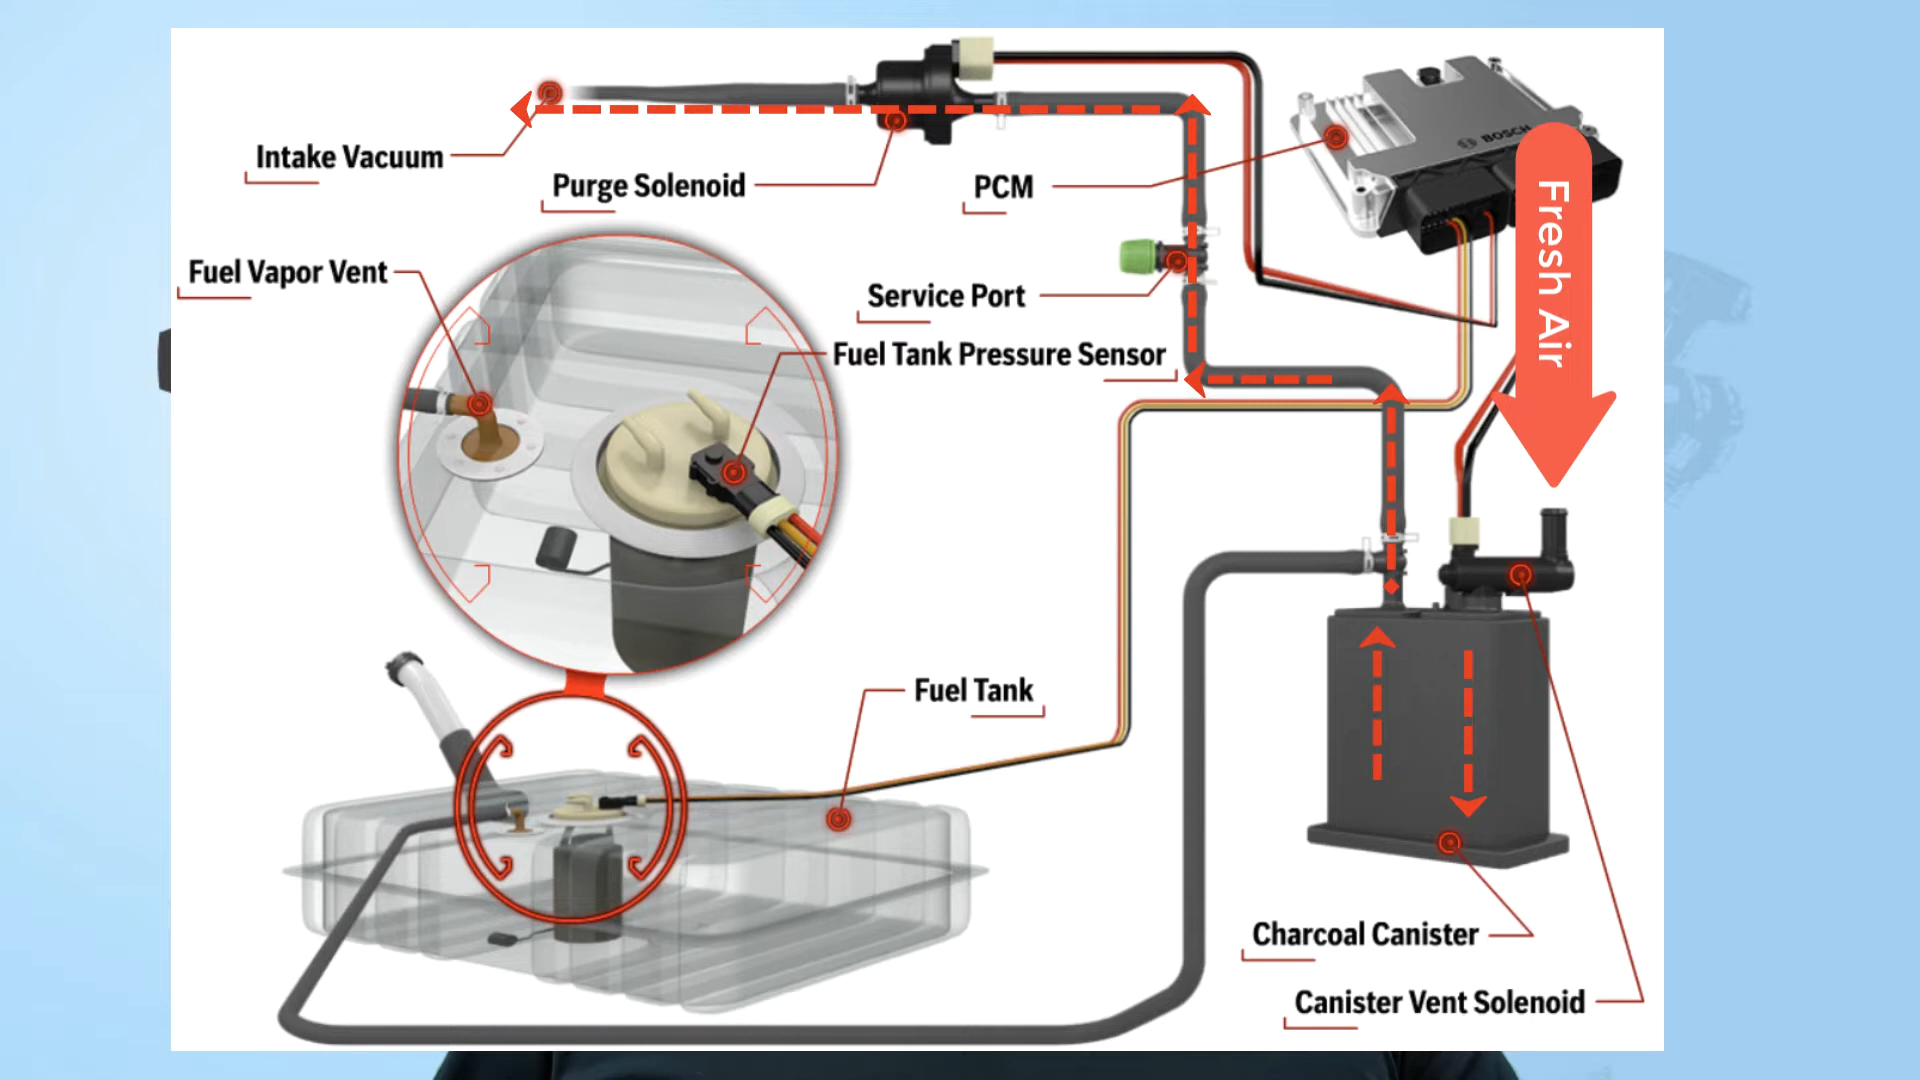 Intake Vacuum
Purge Solenoid
PCM
BOSCH
Fresh Air
Fuel Vapor Vent
Service Port
Fuel Tank Pressure Sensor
Fuel Tank
Charcoal Canister
Canister Vent Solenoid